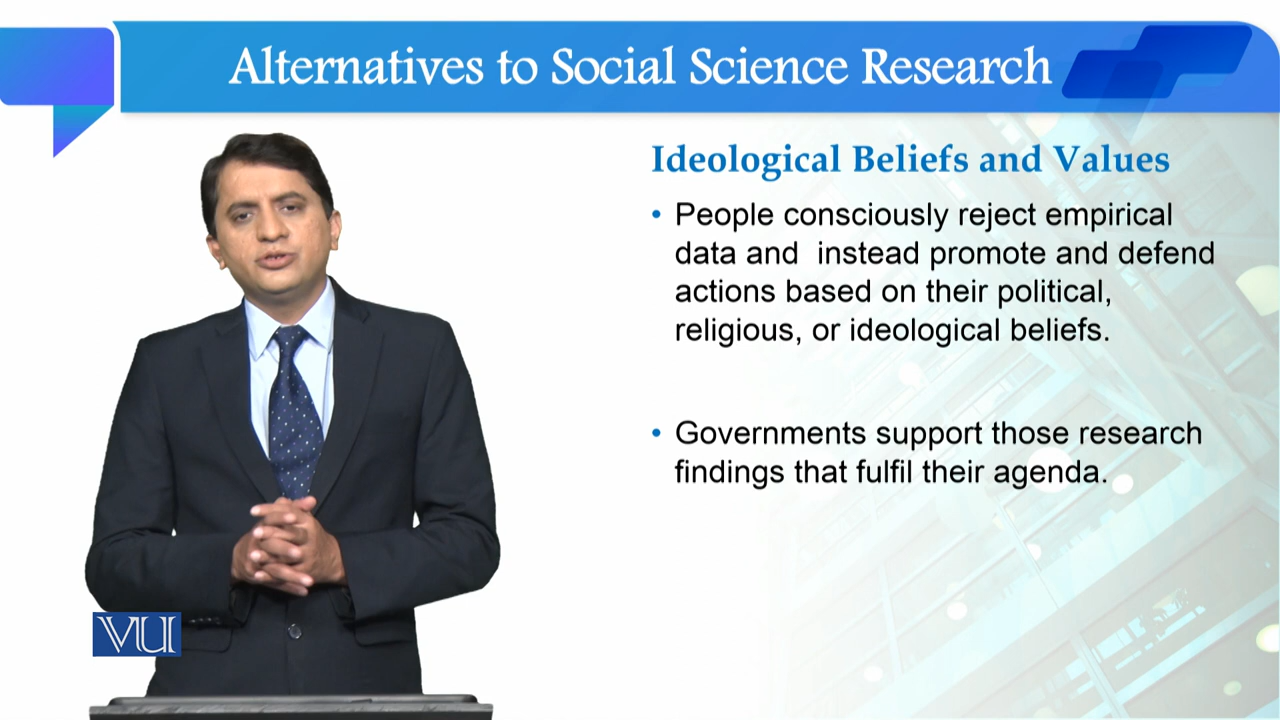 Alternatives to Social Science Research
Ideological Beliefs and Values
• People consciously reject empirical
data and  instead promote and defend
actions based on their political,
religious, or ideological beliefs.
• Governments support those research
findings that fulfil their agenda.
VU